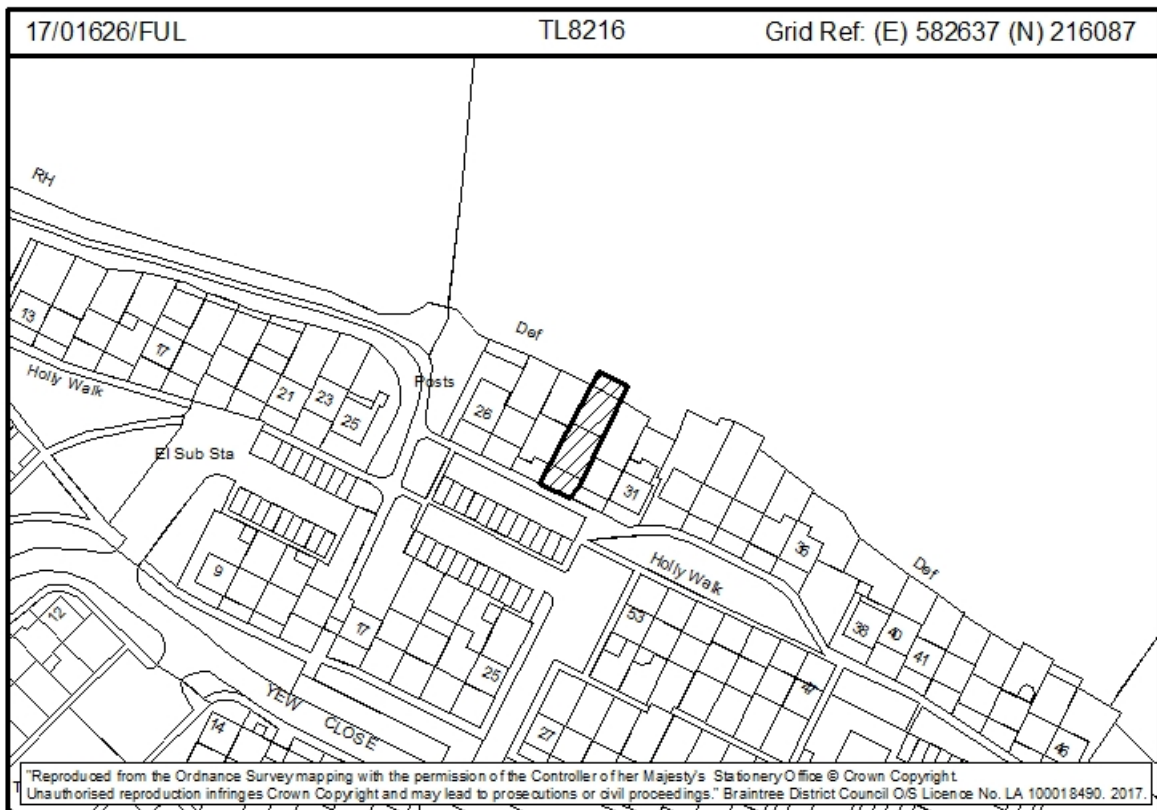 17/01626/FUL TL8216 Grid Ref: (E) 582637 (N) 216087
RH
Def
13
17
Holly Walk
21
23
25
Posts
26
El Sub Sta
31
36
Holly Walk
Def
9
12
17
25
53
38
40
41
47
46
YEW CLOSE
14
27
"Reproduced from the Ordnance Survey mapping with the permission of the Controller of her Majesty's Stationery Office © Crown Copyright.
Unauthorised reproduction infringes Crown Copyright and may lead to prosecutions or civil proceedings." Braintree District Council O/S Licence No. LA 100018490. 2017.